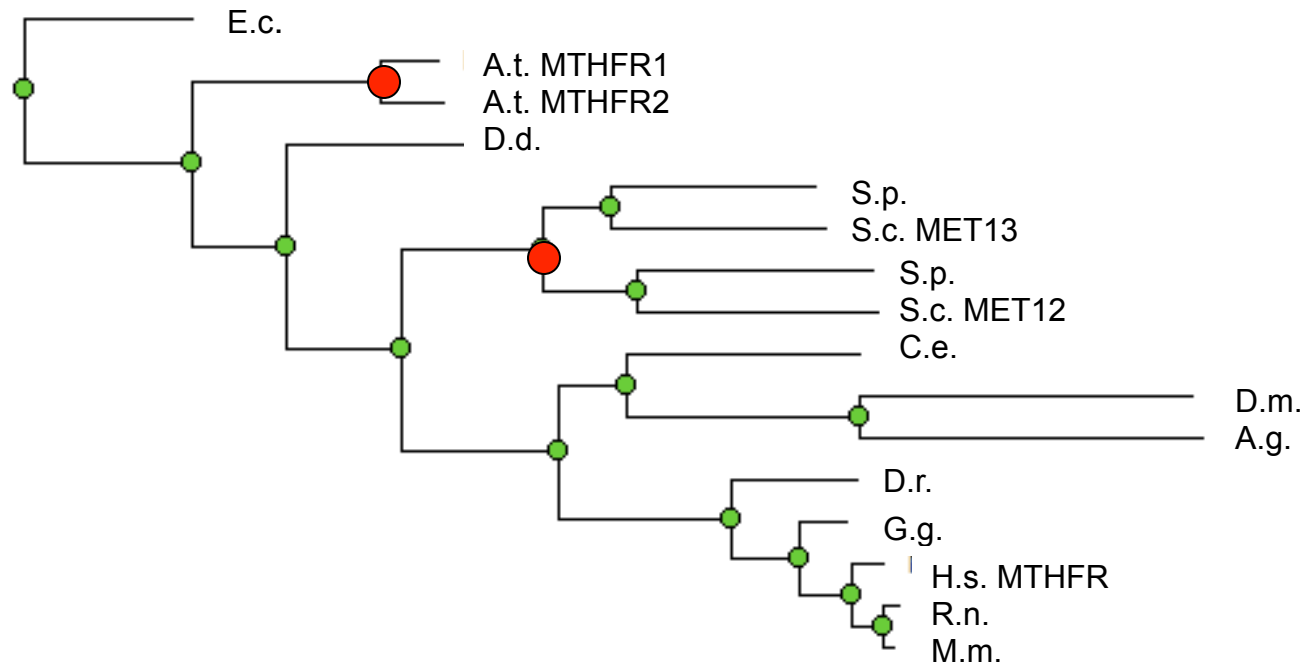 E.c.
A.t. MTHFR1
A.t. MTHFR2
D.d.
S.p.
S.c. MET13
S.p.
S.c. MET12
C.e.
D.m.
A.g.
D.r.
G.g.
H.s. MTHFR
R.n.
M.m.